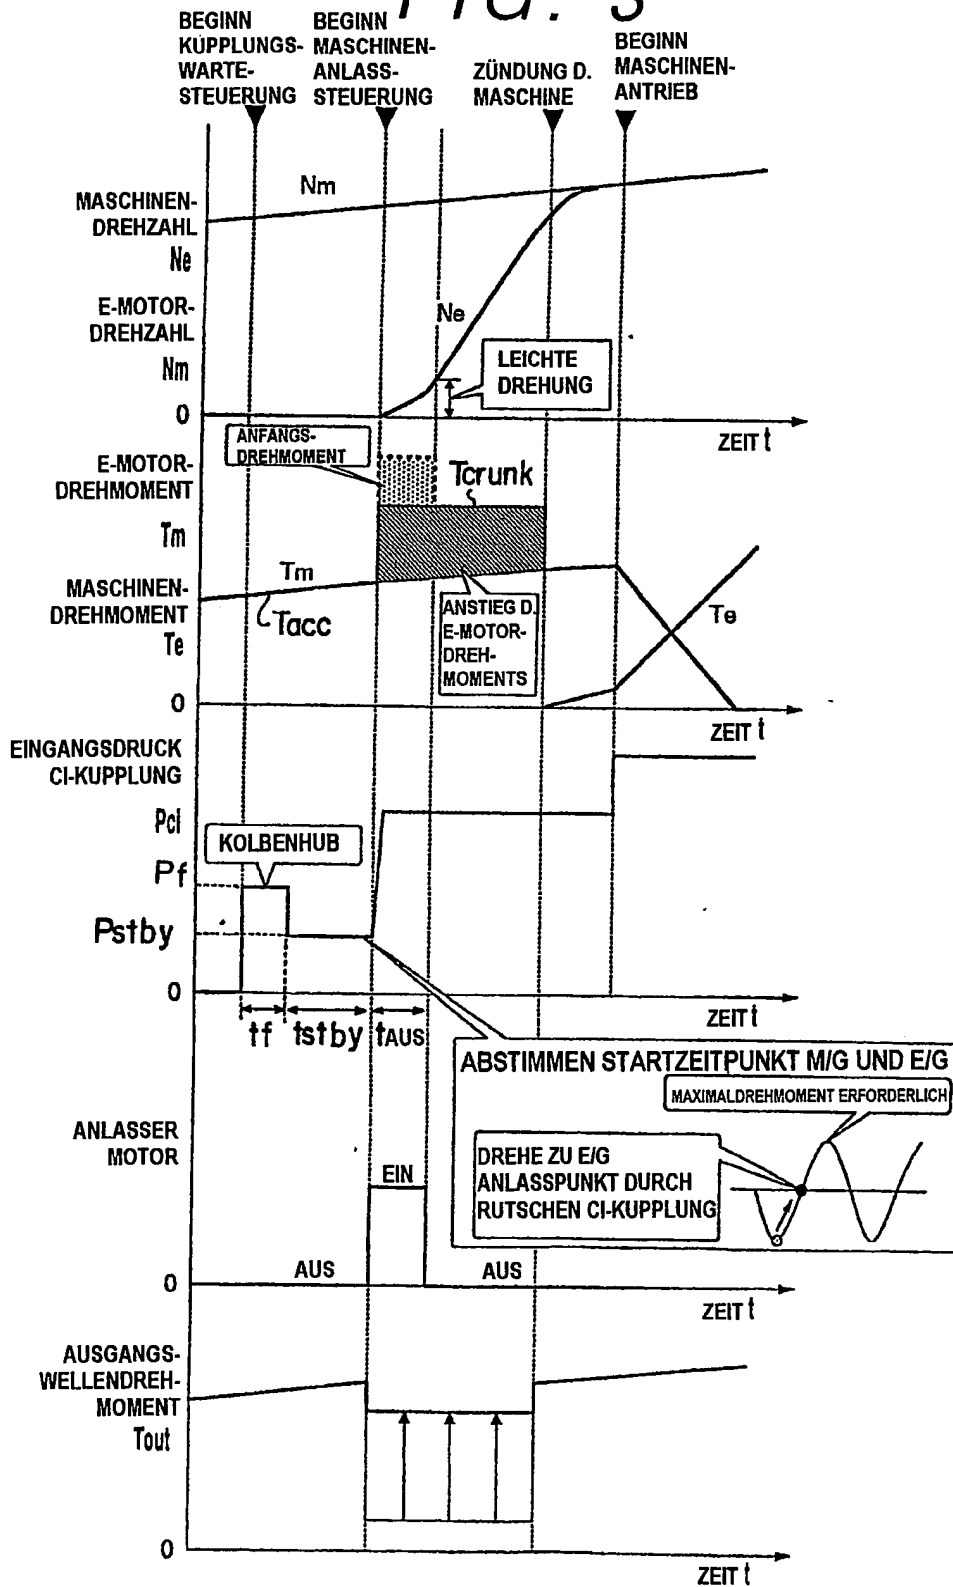 FIG. 3
BEGINN
KUPPLUNGS-
WARTE-
STEUERUNG
BEGINN
MASCHINEN-
ANLASS-
STEUERUNG
ZÜNDUNG D.
MASCHINE
BEGINN
MASCHINEN-
ANTRIEB
Nm
MASCHINEN-
DREHZAHL
Ne
E-MOTOR-
DREHZAHL
Nm
0
Ne
LEICHTE
DREHUNG
ZEIT t
ANFANGS-
DREHMOMENT
E-MOTOR-
DREHMOMENT
Tm
Tcrunk
Tm
Tacc
MASCHINEN-
DREHMOMENT
Te
0
ANSTIEG D.
E-MOTOR-
DREH-
MOMENTS
Te
ZEIT t
EINGANGSDRUCK
CI-KUPPLUNG
Pcl
KOLBENHUB
Pf
Pstby
0
tf
tstby
tAUS
ZEIT t
ABSTIMMEN STARTZEITPUNKT M/G UND E/G
MAXIMALDREHMOMENT ERFORDERLICH
DREHE ZU E/G
ANLASSPUNKT DURCH
RUTSCHEN CI-KUPPLUNG
ANLASSER
MOTOR
EIN
AUS
AUS
0
ZEIT t
AUSGANGS-
WELLENDREH-
MOMENT
Tout
0
ZEIT t